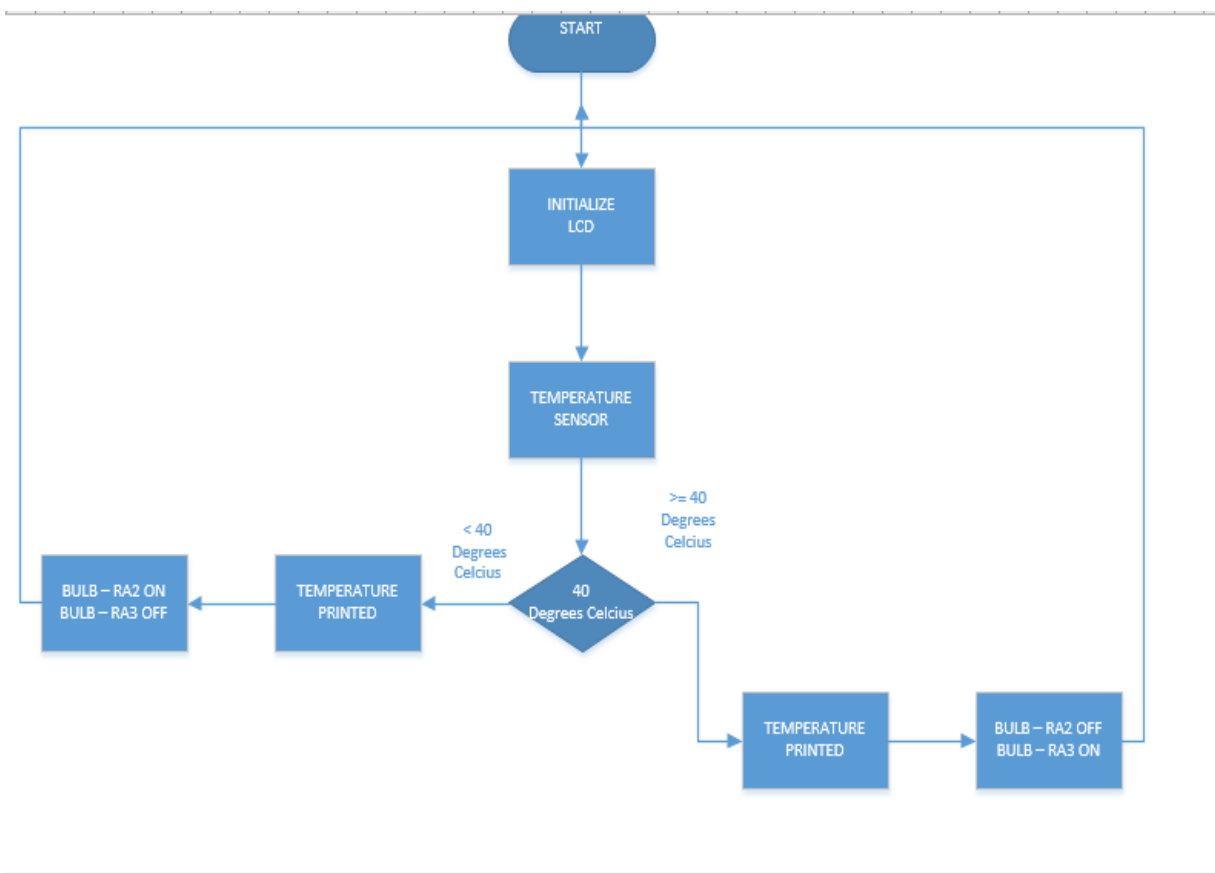 START
INITIALIZE
LCD
TEMPERATURE
SENSOR
>= 40
Degrees
Celcius
< 40
Degrees
Celcius
40
Degrees Celcius
BULB – RA2 ON
BULB – RA3 OFF
TEMPERATURE
PRINTED
TEMPERATURE
PRINTED
BULB – RA2 OFF
BULB – RA3 ON